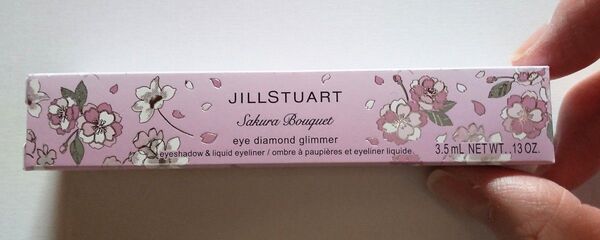 JILLSTUART
Sakura Bouquet
eye diamond glimmer
eyeshadow & liquid eyeliner / ombre à paupières et eyeliner liquide
3.5 mL NET WT. .13 OZ.